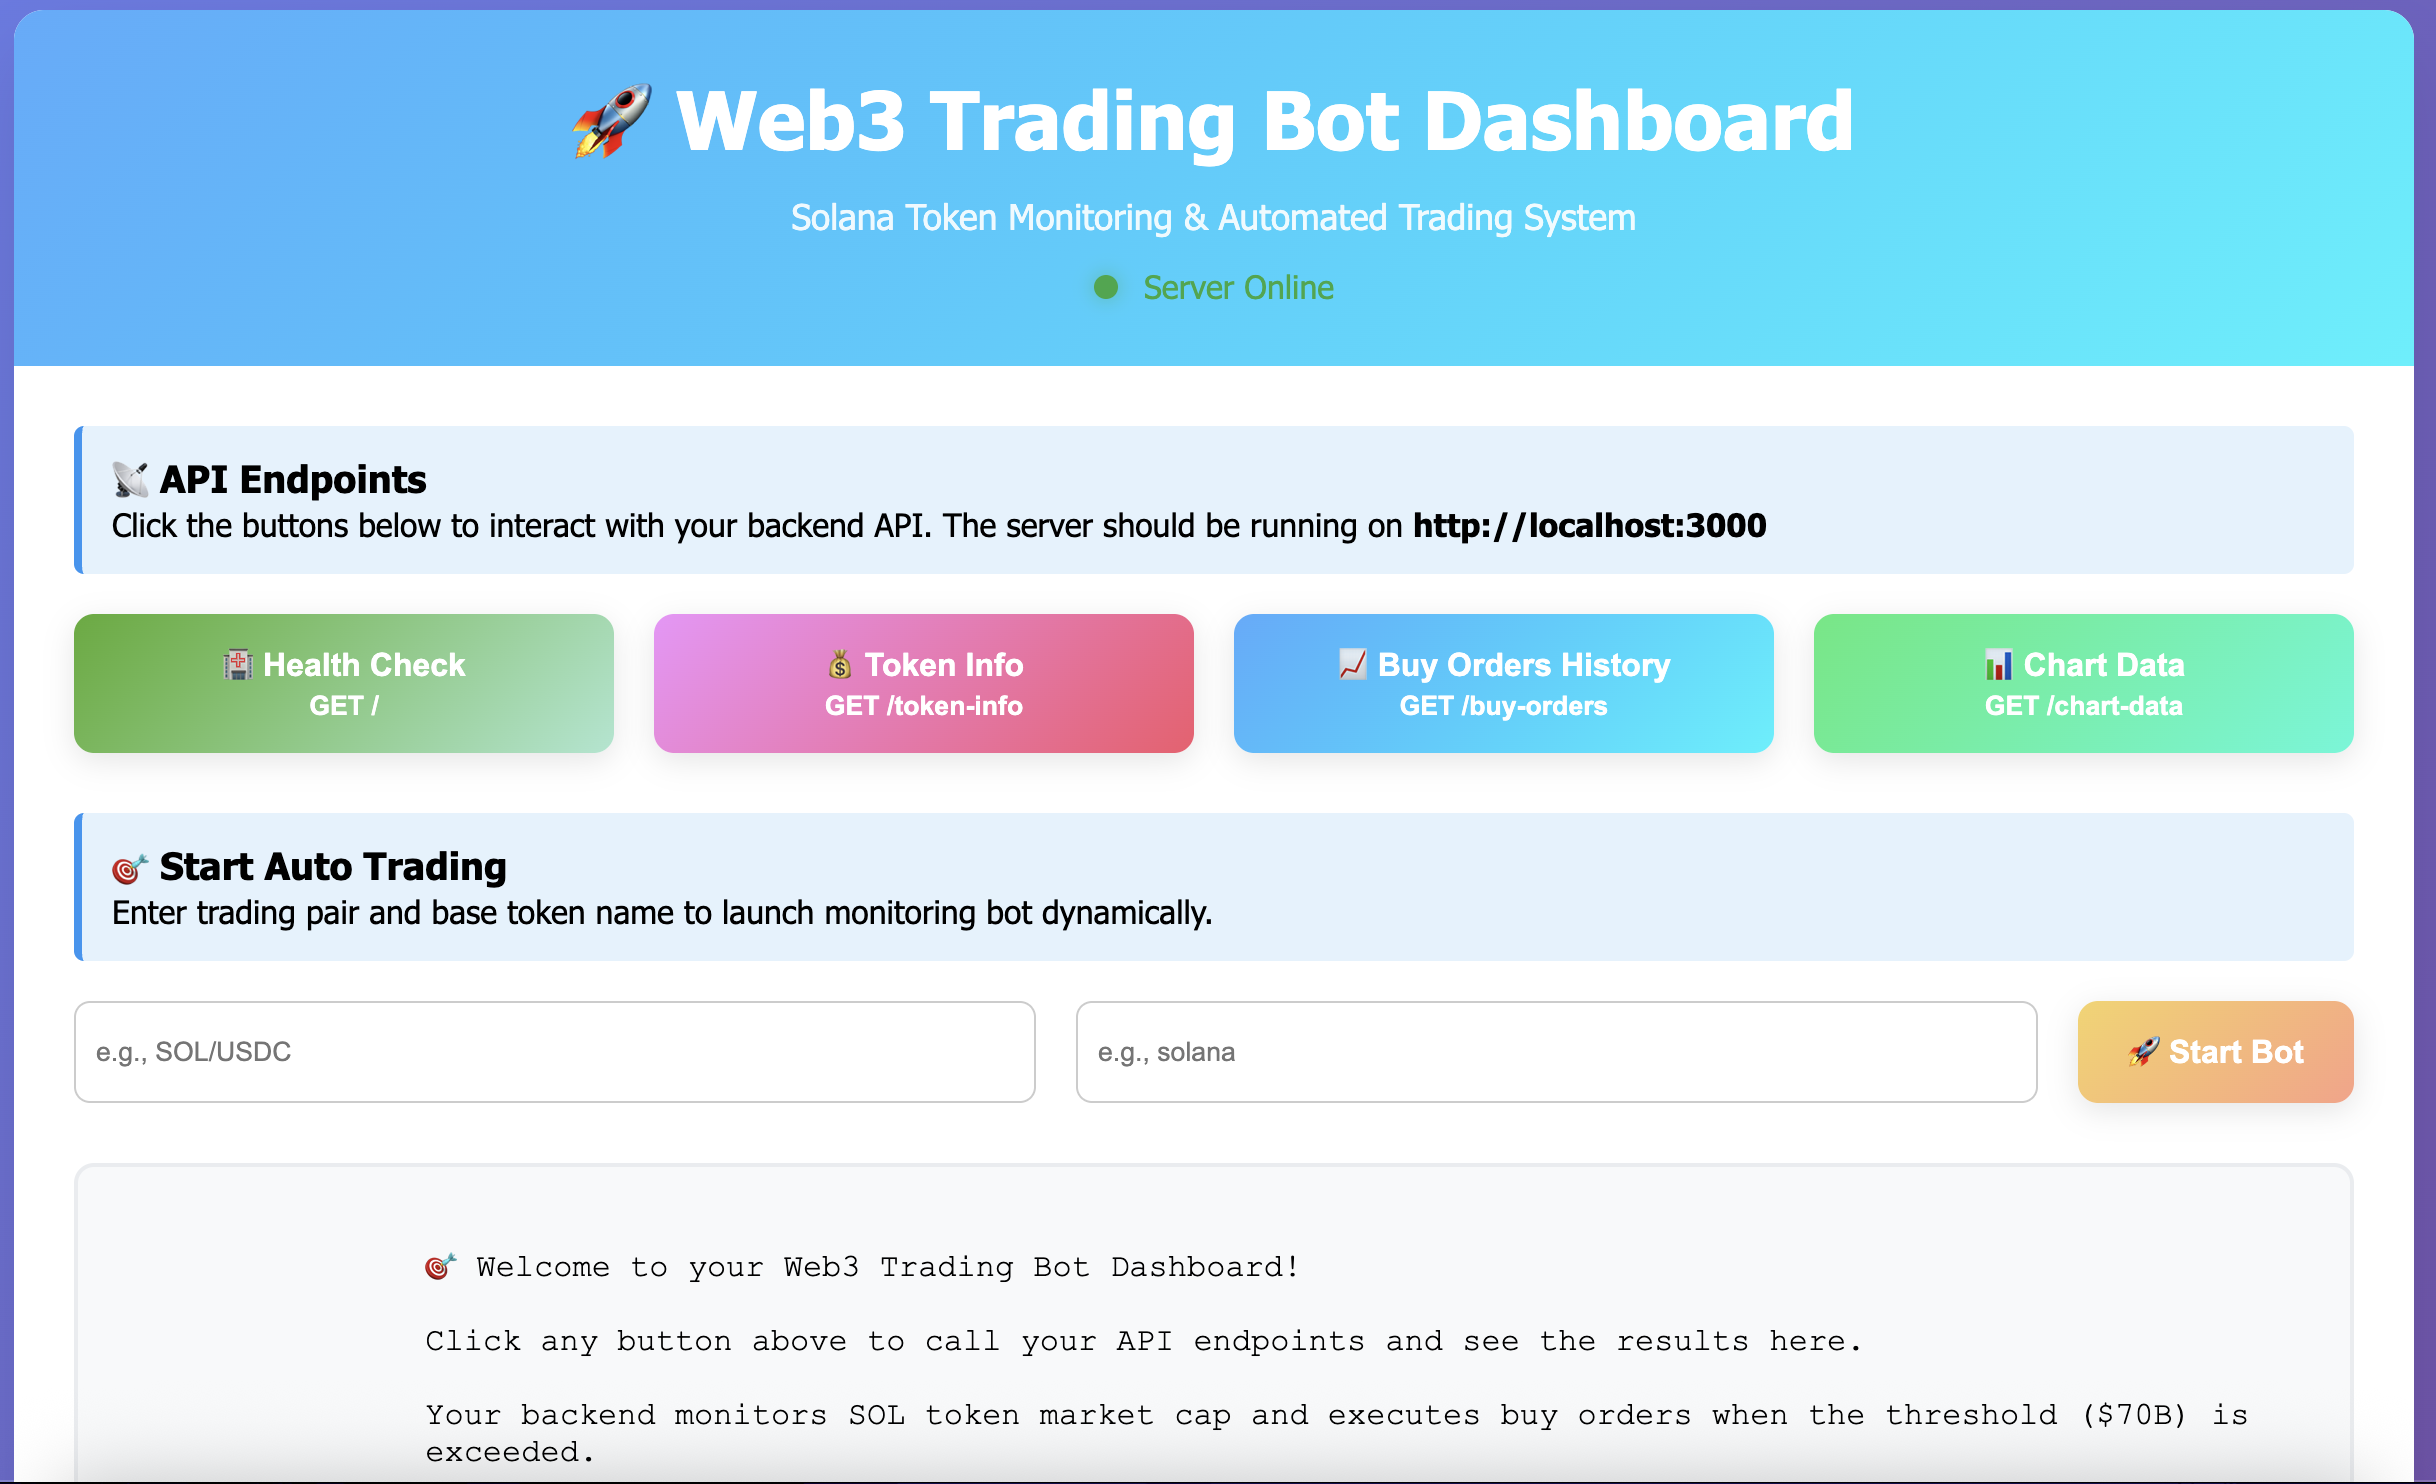 🚀 Web3 Trading Bot Dashboard
Solana Token Monitoring & Automated Trading System
Server Online
📡 API Endpoints
Click the buttons below to interact with your backend API. The server should be running on http://localhost:3000
🏥 Health Check
GET /
💰 Token Info
GET /token-info
📈 Buy Orders History
GET /buy-orders
📊 Chart Data
GET /chart-data
🎯 Start Auto Trading
Enter trading pair and base token name to launch monitoring bot dynamically.
e.g., SOL/USDC
e.g., solana
🚀 Start Bot
🎯 Welcome to your Web3 Trading Bot Dashboard!
Click any button above to call your API endpoints and see the results here.
Your backend monitors SOL token market cap and executes buy orders when the threshold ($70B) is
exceeded.